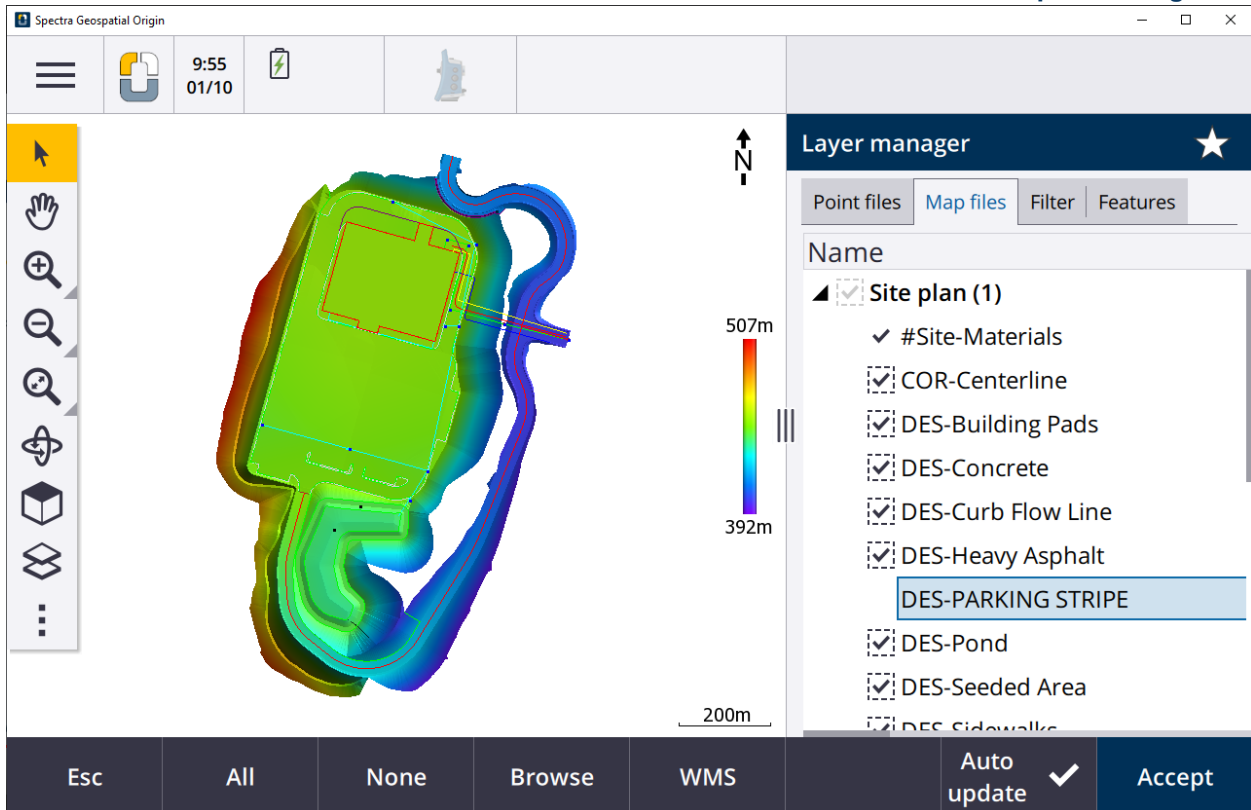 Spectra Geospatial Origin
9:55
01/10
N
507m
392m
200m
Layer manager
Point files
Map files
Filter
Features
Name
Site plan (1)
#Site-Materials
COR-Centerline
DES-Building Pads
DES-Concrete
DES-Curb Flow Line
DES-Heavy Asphalt
DES-PARKING STRIPE
DES-Pond
DES-Seeded Area
DES-Sidewalks
Esc
All
None
Browse
WMS
Auto
update
Accept